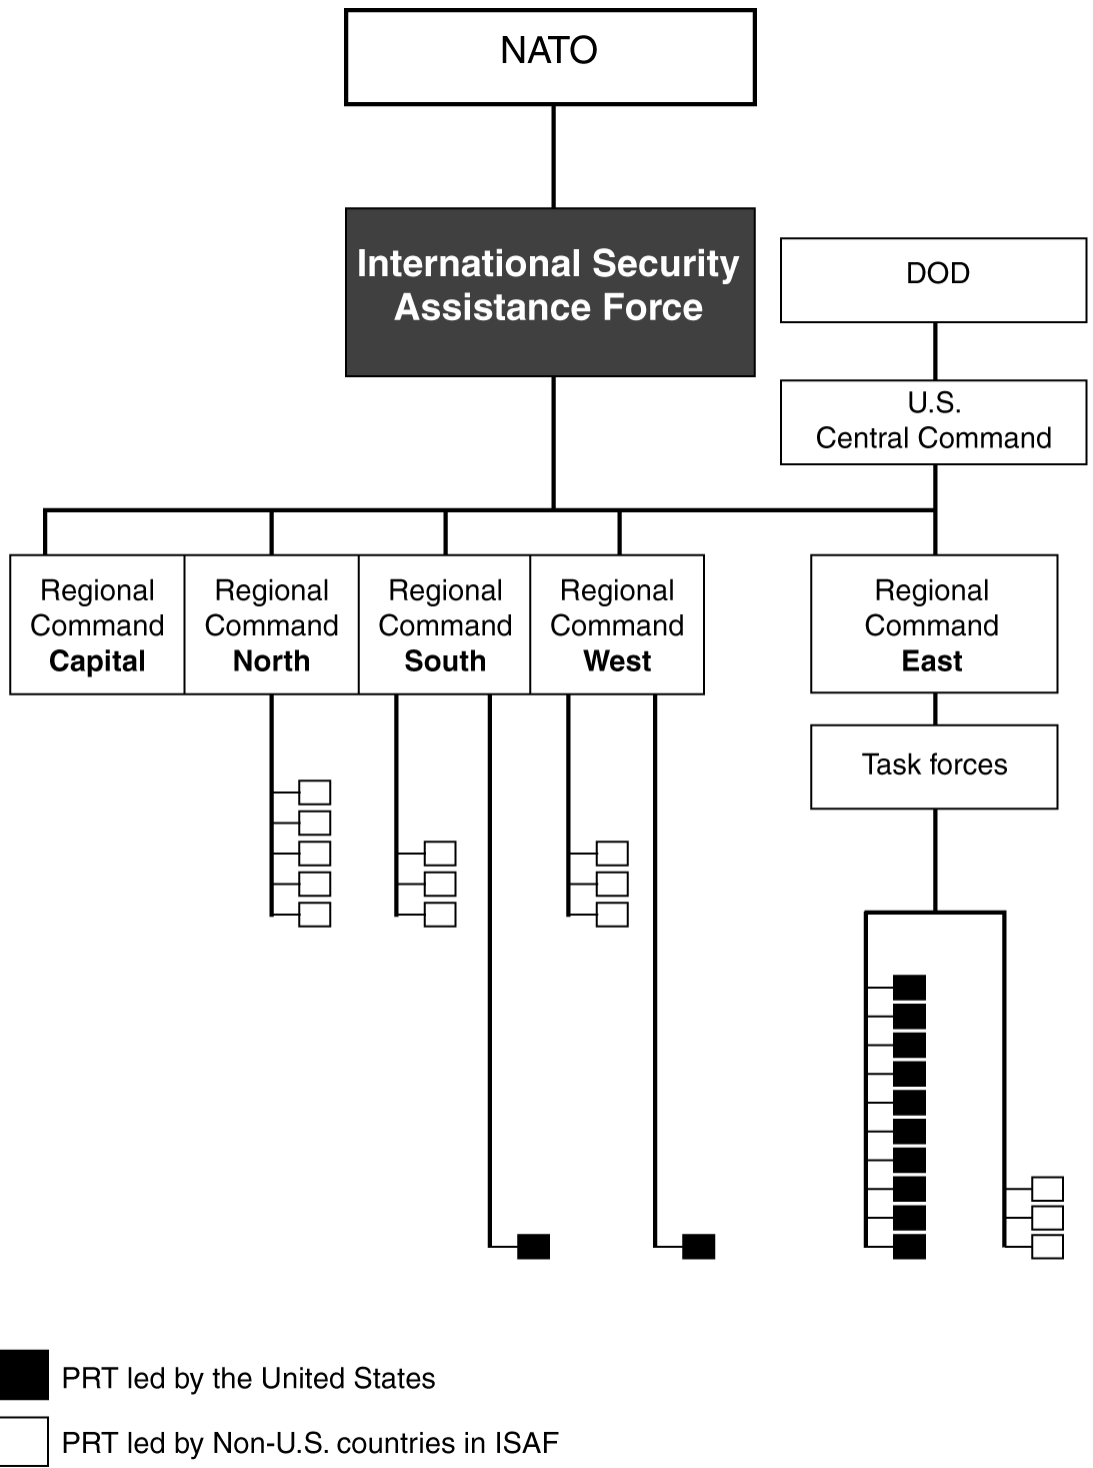 NATO
International Security
Assistance Force
DOD
U.S.
Central Command
Regional
Command
Capital
Regional
Command
North
Regional
Command
South
Regional
Command
West
Regional
Command
East
Task forces
PRT led by the United States
PRT led by Non-U.S. countries in ISAF